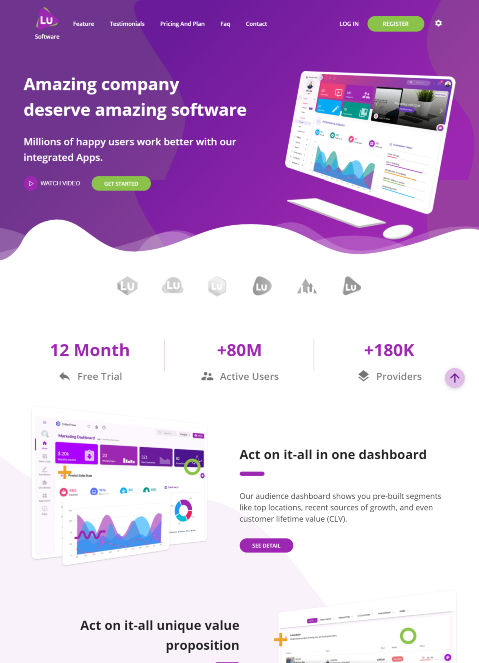 Lu
Software
Feature
Testimonials
Pricing And Plan
Faq
Contact
LOG IN
REGISTER
Amazing company
deserve amazing software
Millions of happy users work better with our
integrated Apps.
WATCH VIDEO
GET STARTED
Lu
Lu
Lu
Lu
Lu
Lu
12 Month
Free Trial
+80M
Active Users
+180K
Providers
Marketing Dashboard
$ 20k
Act on it-all in one dashboard
Our audience dashboard shows you pre-built segments
like top locations, recent sources of growth, and even
customer lifetime value (CLV).
SEE DETAIL
Act on it-all unique value
proposition